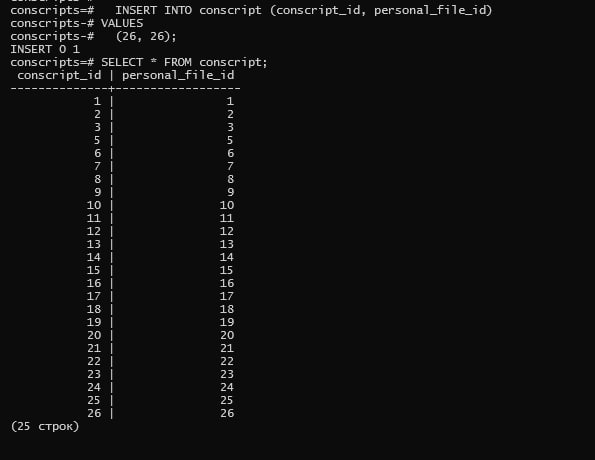 conscripts=#   INSERT INTO conscript (conscript_id, personal_file_id)
conscripts-# VALUES
conscripts-#   (26, 26);
INSERT 0 1
conscripts=# SELECT * FROM conscript;
 conscript_id | personal_file_id
--------------+------------------
            1 |                1
            2 |                2
            3 |                3
            5 |                5
            6 |                6
            7 |                7
            8 |                8
            9 |                9
           10 |               10
           11 |               11
           12 |               12
           13 |               13
           14 |               14
           15 |               15
           16 |               16
           17 |               17
           18 |               18
           19 |               19
           20 |               20
           21 |               21
           22 |               22
           23 |               23
           24 |               24
           25 |               25
           26 |               26
(25 строк)